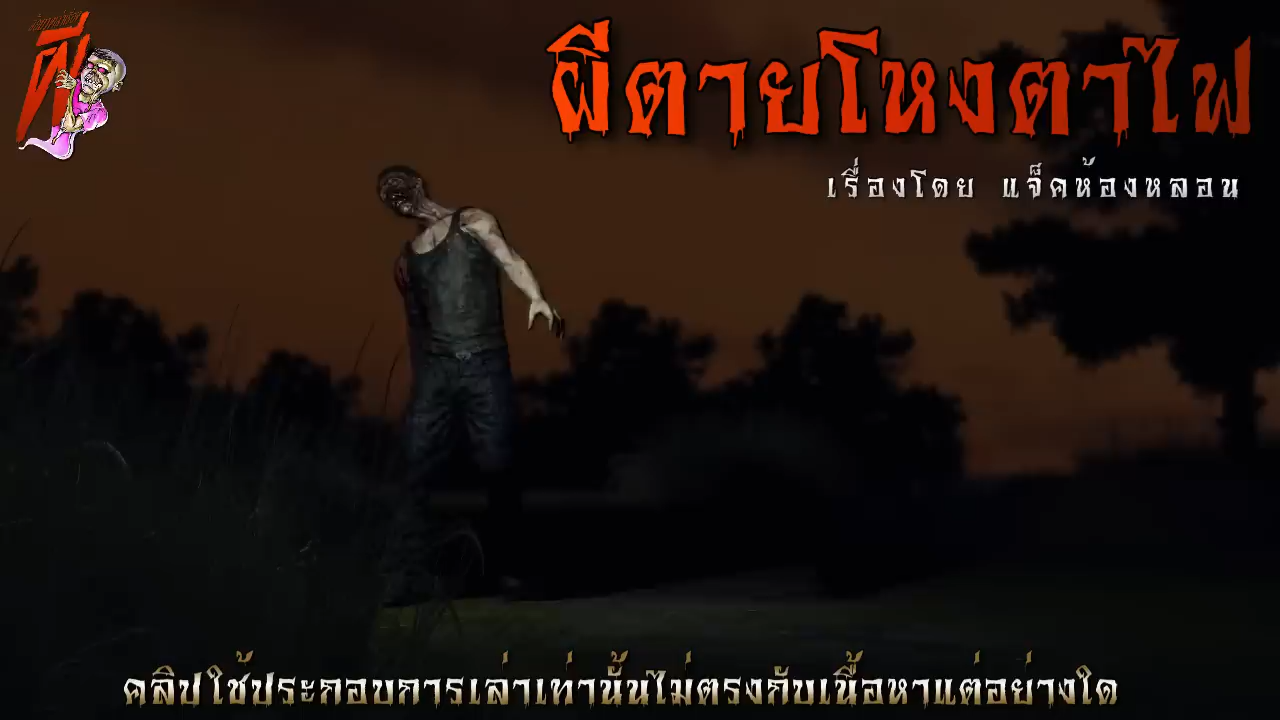 ผี
ผีตายโหงตาไฟ
เรื่องโดย แจ็คห้องหลอน
คลิปใช้ประกอบการเล่าเท่านั้นไม่ตรงกับเนื้อหาแต่อย่างใด